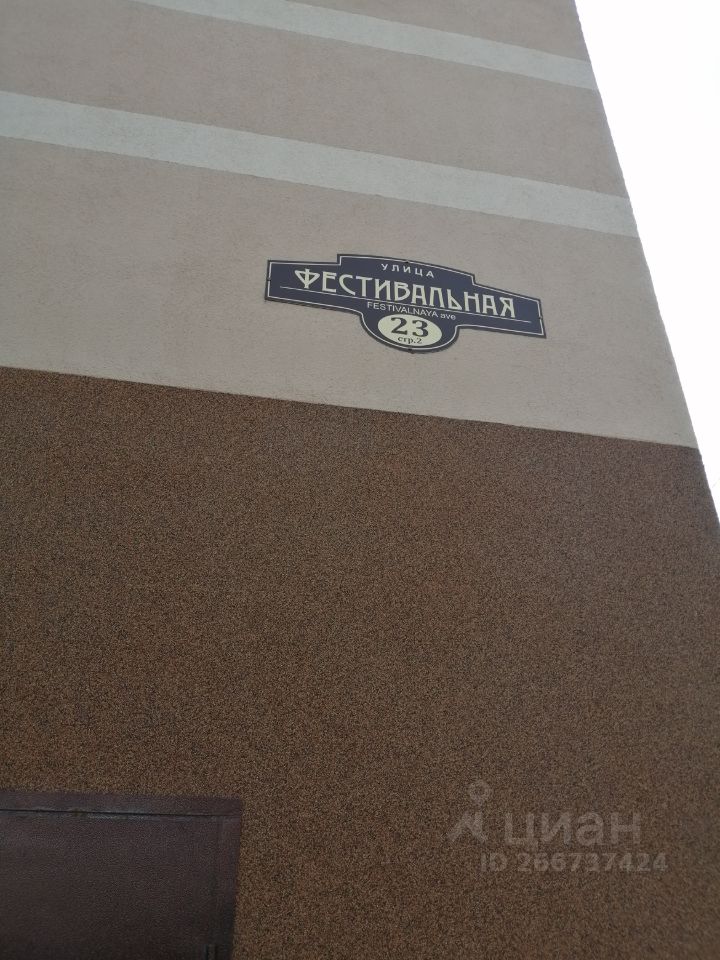 УЛИЦА
ФЕСТИВАЛЬНАЯ
FESTIVALNAYA ave
23
стр.2
циан
ID 266737424